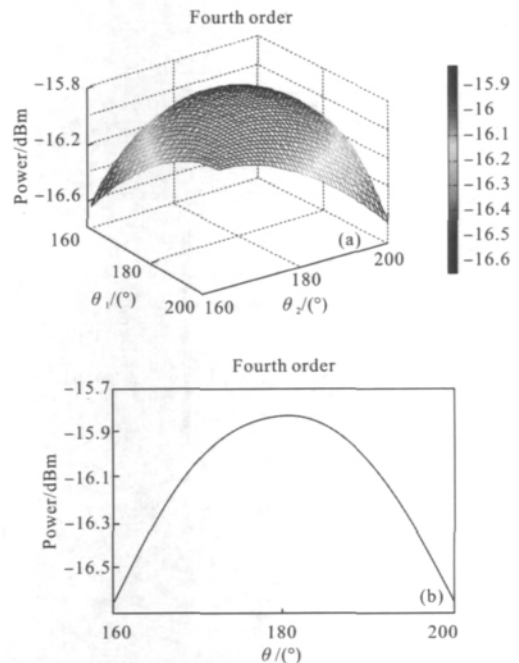 Fourth order
−15.8
−16.2
−16.6
Power/dBm
160
180
200
θ₁/(°)
160
180
200
θ₂/(°)
(a)
−15.9
−16
−16.1
−16.2
−16.3
−16.4
−16.5
−16.6
Fourth order
−15.7
−15.9
−16.1
−16.3
−16.5
Power/dBm
(b)
160
180
200
θ/(°)